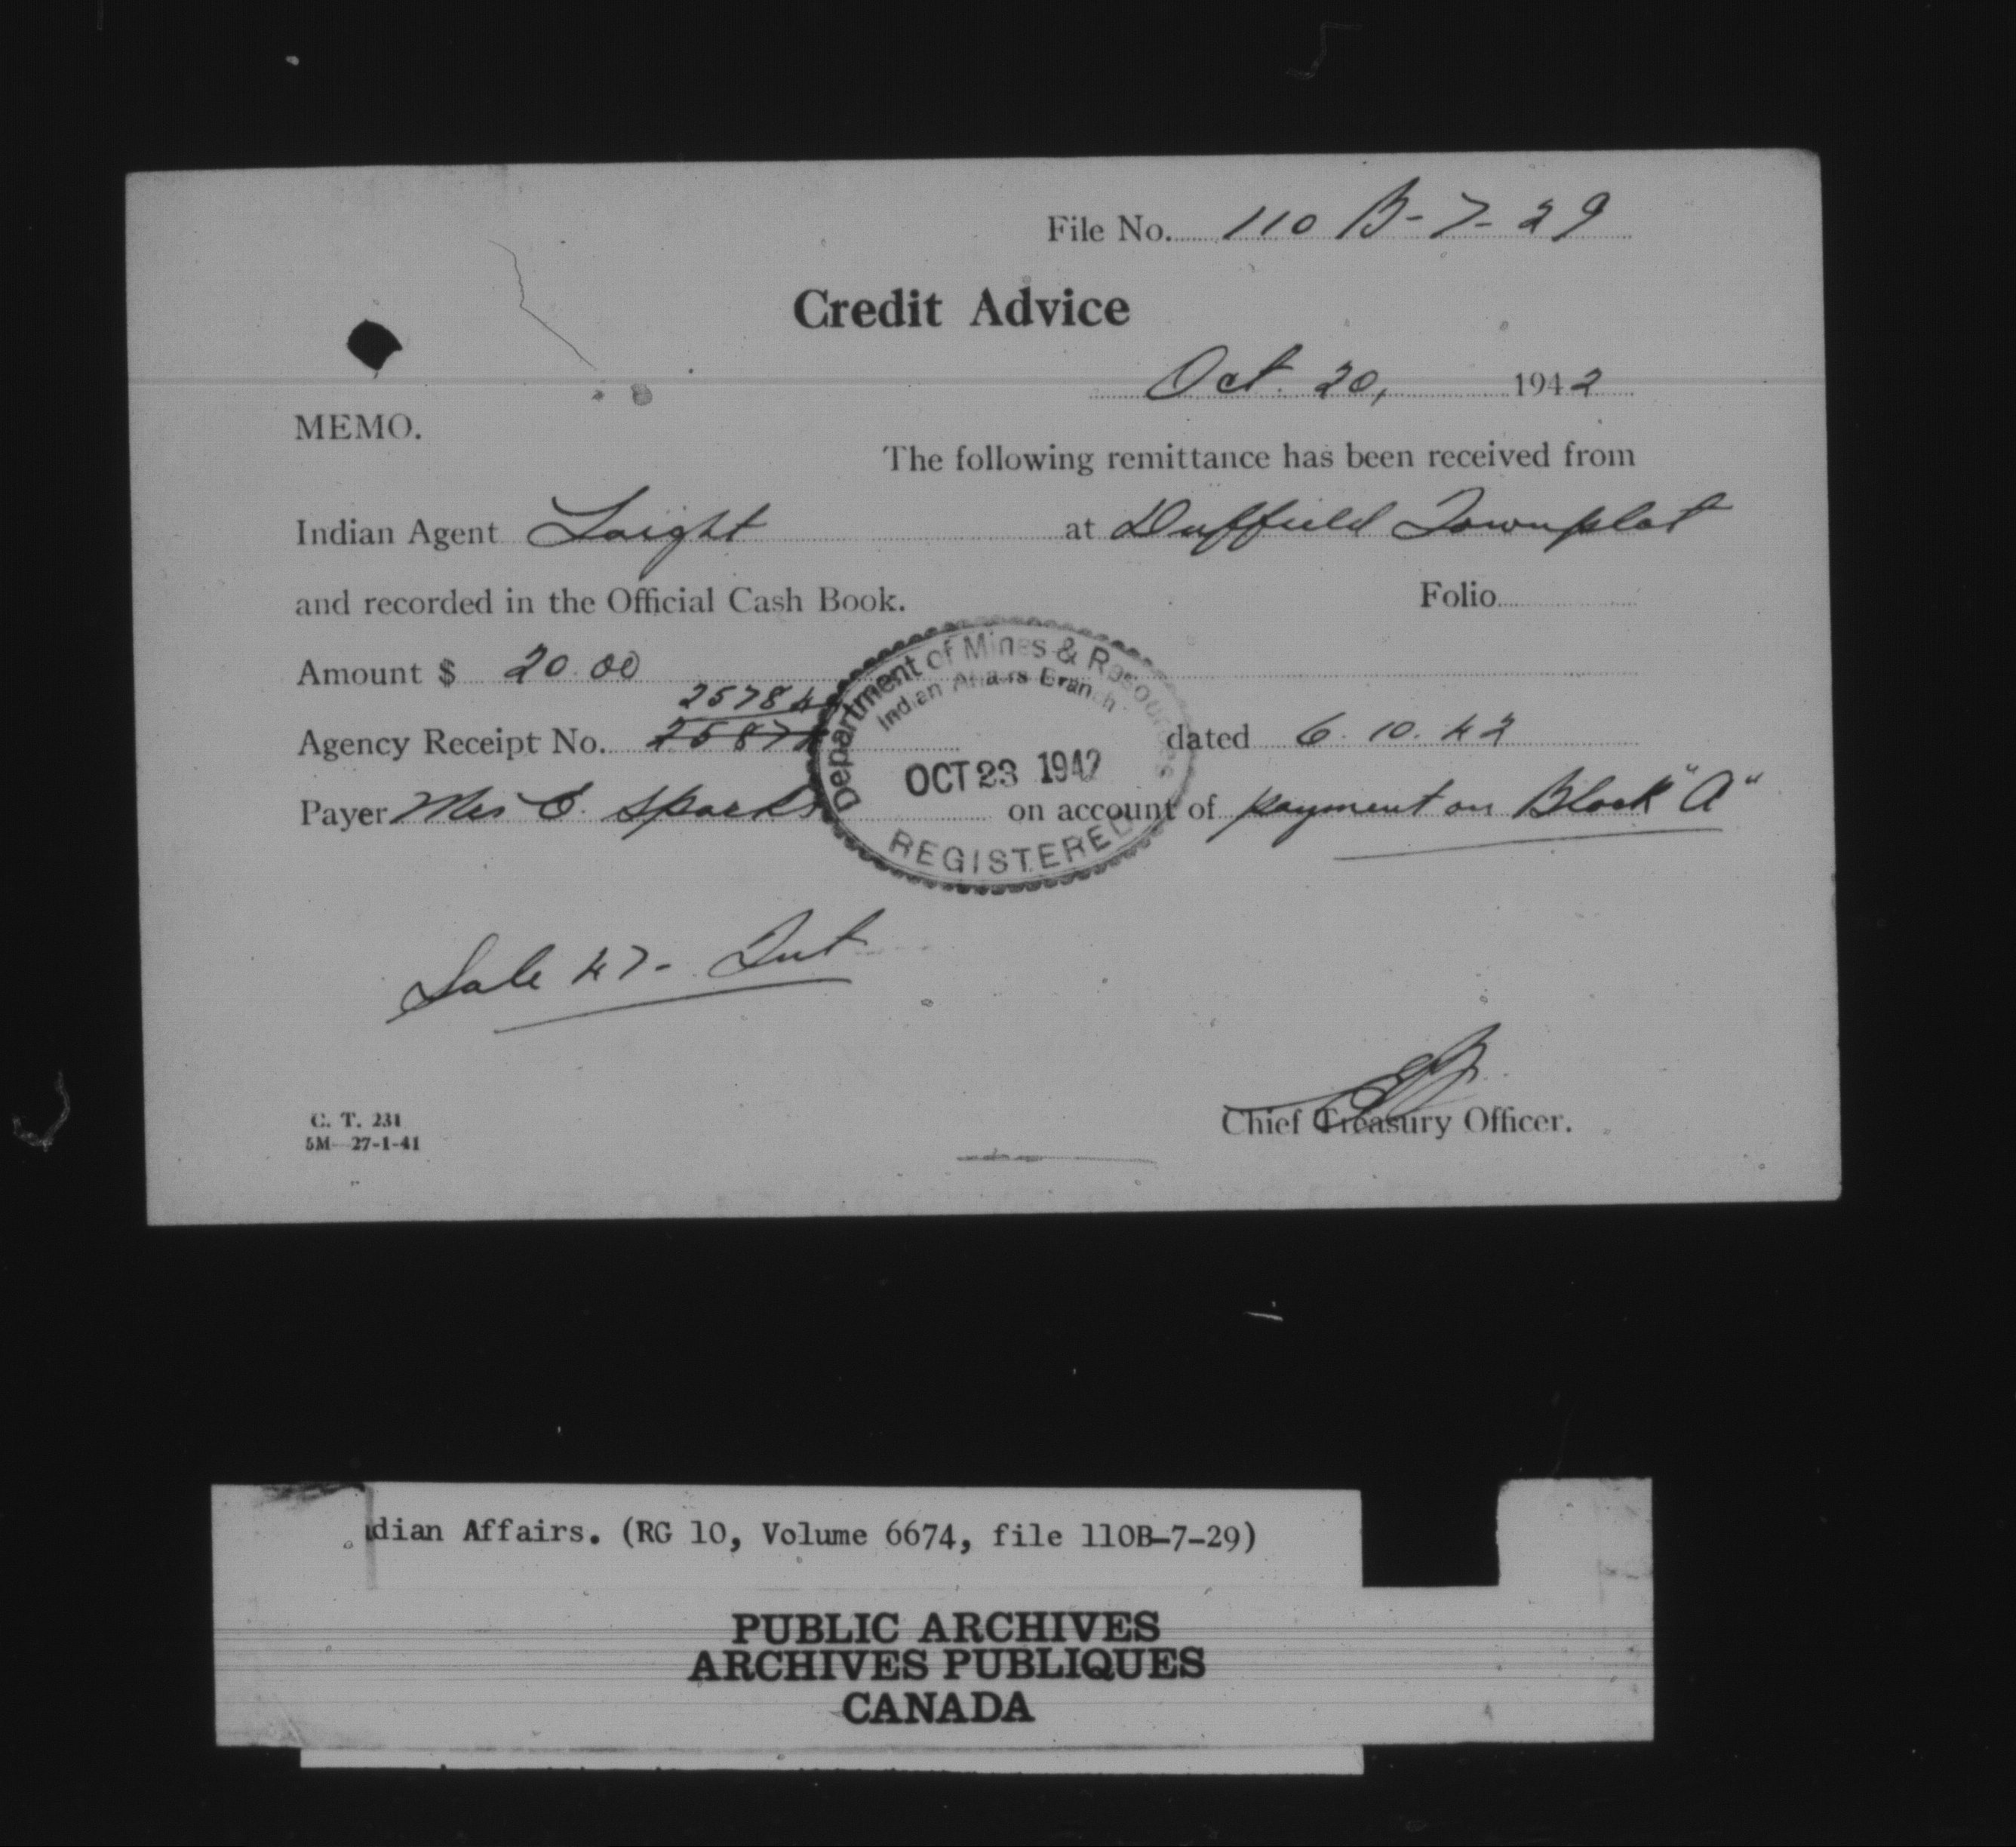 File No. 110 B-7-29
Credit Advice
Oct. 20, 1942
MEMO.
The following remittance has been received from
Indian Agent Laight at Duffield Townplot
and recorded in the Official Cash Book. Folio
Amount $ 20.00
25784
Agency Receipt No. 25874 dated 6.10.42
Payer Mrs E. Sparks on account of payment on Block "A"
Department of Mines & Resources
Indian Affairs Branch
OCT 23 1942
REGISTERED
Sale 47- Int
Chief Treasury Officer.
C. T. 231
5M-27-1-41
dian Affairs. (RG 10, Volume 6674, file 110B-7-29)
PUBLIC ARCHIVES
ARCHIVES PUBLIQUES
CANADA